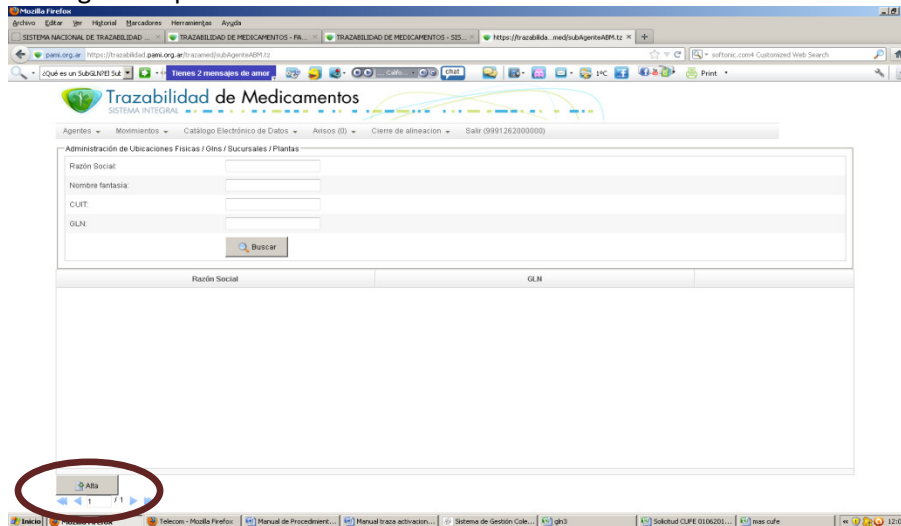 Mozilla Firefox
Archivo Editar Ver Historial Marcadores Herramientas Ayuda
SISTEMA NACIONAL DE TRAZABILIDAD ... × TRAZABILIDAD DE MEDICAMENTOS - FA... × TRAZABILIDAD DE MEDICAMENTOS - SIS... × https://trazabilida...med/subAgenteABM.tz × +
pami.org.ar https://trazabilidad.pami.org.ar/trazamed/subAgenteABM.tz softonic.com4 Customized Web Search
Tienes 2 mensajes de amor chat 1ºC Print
Trazabilidad de Medicamentos
SISTEMA INTEGRAL
Agentes Movimientos Catálogo Electrónico de Datos Avisos (0) Cierre de alineacion Salir (9991262000000)
Administración de Ubicaciones Físicas / Glns / Sucursales / Plantas
Razón Social:
Nombre fantasia:
CUIT:
GLN:
Buscar
Razón Social GLN
Alta
1 / 1
Inicio Mozilla Firefox Telecom - Mozilla Firefox Manual de Procedimient... Manual traza activacion... Sistema de Gestión Cole... gln3 Solicitud CUFE 0106201... mas cufe